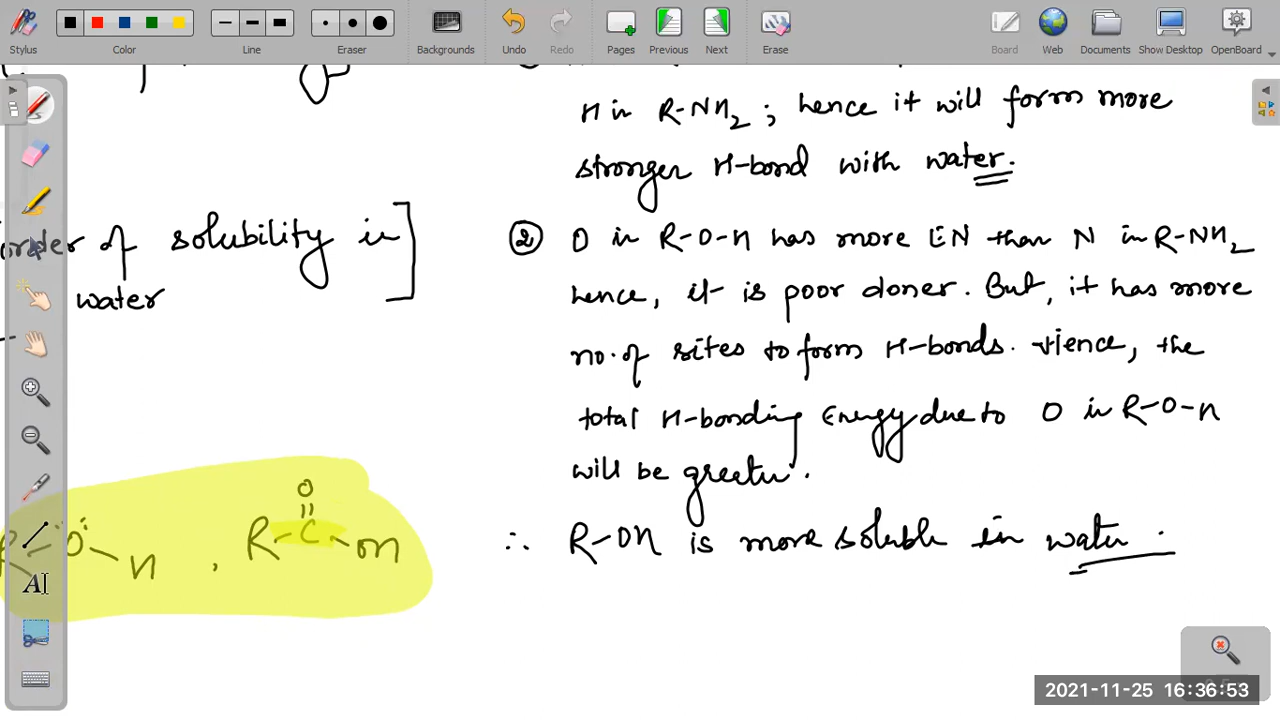 Stylus
Color
Line
Eraser
Backgrounds
Undo
Redo
Pages
Previous
Next
Erase
Board
Web
Documents
Show Desktop
OpenBoard
H in R-NH2 ; hence it will form more
stronger H-bond with water.
order of solubility in
water
② O in R-O-H has more EN than N in R-NH2
hence, it is poor doner. But, it has more
no. of sites to form H-bonds. Hence, the
total H-bonding Energy due to O in R-O-H
will be greater.
O
R-O-H , R-C-OH
∴ R-OH is more soluble in water.
2021-11-25 16:36:53